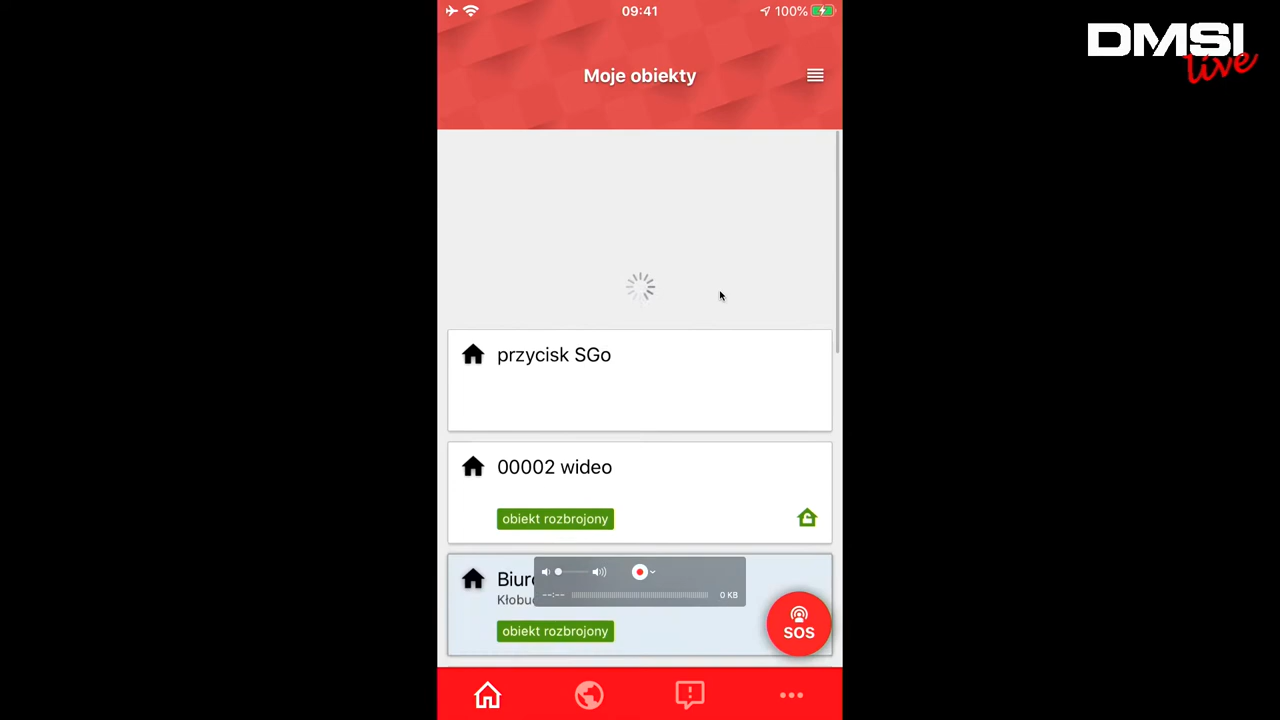 09:41
100%
DMSI
live
Moje obiekty
przycisk SGo
00002 wideo
obiekt rozbrojony
--:--
0 KB
obiekt rozbrojony
SOS